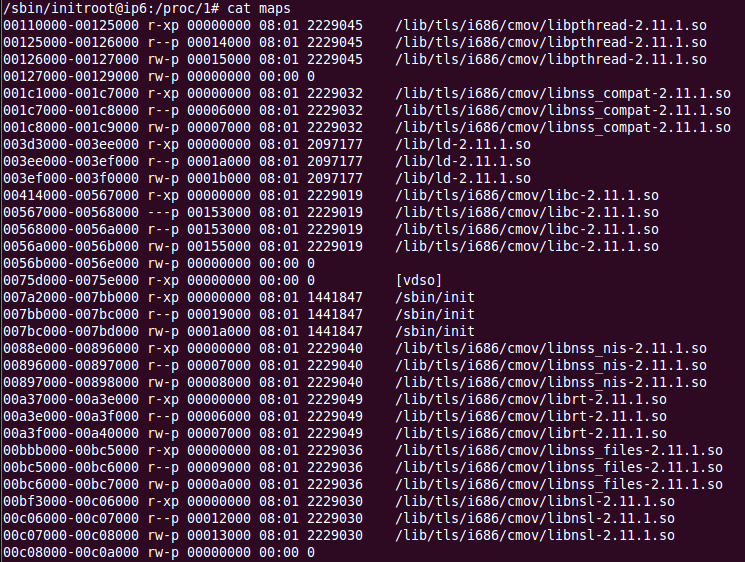 /sbin/initroot@ip6:/proc/1# cat maps
00110000-00125000 r-xp 00000000 08:01 2229045    /lib/tls/i686/cmov/libpthread-2.11.1.so
00125000-00126000 r--p 00014000 08:01 2229045    /lib/tls/i686/cmov/libpthread-2.11.1.so
00126000-00127000 rw-p 00015000 08:01 2229045    /lib/tls/i686/cmov/libpthread-2.11.1.so
00127000-00129000 rw-p 00000000 00:00 0
001c1000-001c7000 r-xp 00000000 08:01 2229032    /lib/tls/i686/cmov/libnss_compat-2.11.1.so
001c7000-001c8000 r--p 00006000 08:01 2229032    /lib/tls/i686/cmov/libnss_compat-2.11.1.so
001c8000-001c9000 rw-p 00007000 08:01 2229032    /lib/tls/i686/cmov/libnss_compat-2.11.1.so
003d3000-003ee000 r-xp 00000000 08:01 2097177    /lib/ld-2.11.1.so
003ee000-003ef000 r--p 0001a000 08:01 2097177    /lib/ld-2.11.1.so
003ef000-003f0000 rw-p 0001b000 08:01 2097177    /lib/ld-2.11.1.so
00414000-00567000 r-xp 00000000 08:01 2229019    /lib/tls/i686/cmov/libc-2.11.1.so
00567000-00568000 ---p 00153000 08:01 2229019    /lib/tls/i686/cmov/libc-2.11.1.so
00568000-0056a000 r--p 00153000 08:01 2229019    /lib/tls/i686/cmov/libc-2.11.1.so
0056a000-0056b000 rw-p 00155000 08:01 2229019    /lib/tls/i686/cmov/libc-2.11.1.so
0056b000-0056e000 rw-p 00000000 00:00 0
0075d000-0075e000 r-xp 00000000 00:00 0          [vdso]
007a2000-007bb000 r-xp 00000000 08:01 1441847    /sbin/init
007bb000-007bc000 r--p 00019000 08:01 1441847    /sbin/init
007bc000-007bd000 rw-p 0001a000 08:01 1441847    /sbin/init
0088e000-00896000 r-xp 00000000 08:01 2229040    /lib/tls/i686/cmov/libnss_nis-2.11.1.so
00896000-00897000 r--p 00007000 08:01 2229040    /lib/tls/i686/cmov/libnss_nis-2.11.1.so
00897000-00898000 rw-p 00008000 08:01 2229040    /lib/tls/i686/cmov/libnss_nis-2.11.1.so
00a37000-00a3e000 r-xp 00000000 08:01 2229049    /lib/tls/i686/cmov/librt-2.11.1.so
00a3e000-00a3f000 r--p 00006000 08:01 2229049    /lib/tls/i686/cmov/librt-2.11.1.so
00a3f000-00a40000 rw-p 00007000 08:01 2229049    /lib/tls/i686/cmov/librt-2.11.1.so
00bbb000-00bc5000 r-xp 00000000 08:01 2229036    /lib/tls/i686/cmov/libnss_files-2.11.1.so
00bc5000-00bc6000 r--p 00009000 08:01 2229036    /lib/tls/i686/cmov/libnss_files-2.11.1.so
00bc6000-00bc7000 rw-p 0000a000 08:01 2229036    /lib/tls/i686/cmov/libnss_files-2.11.1.so
00bf3000-00c06000 r-xp 00000000 08:01 2229030    /lib/tls/i686/cmov/libnsl-2.11.1.so
00c06000-00c07000 r--p 00012000 08:01 2229030    /lib/tls/i686/cmov/libnsl-2.11.1.so
00c07000-00c08000 rw-p 00013000 08:01 2229030    /lib/tls/i686/cmov/libnsl-2.11.1.so
00c08000-00c0a000 rw-p 00000000 00:00 0